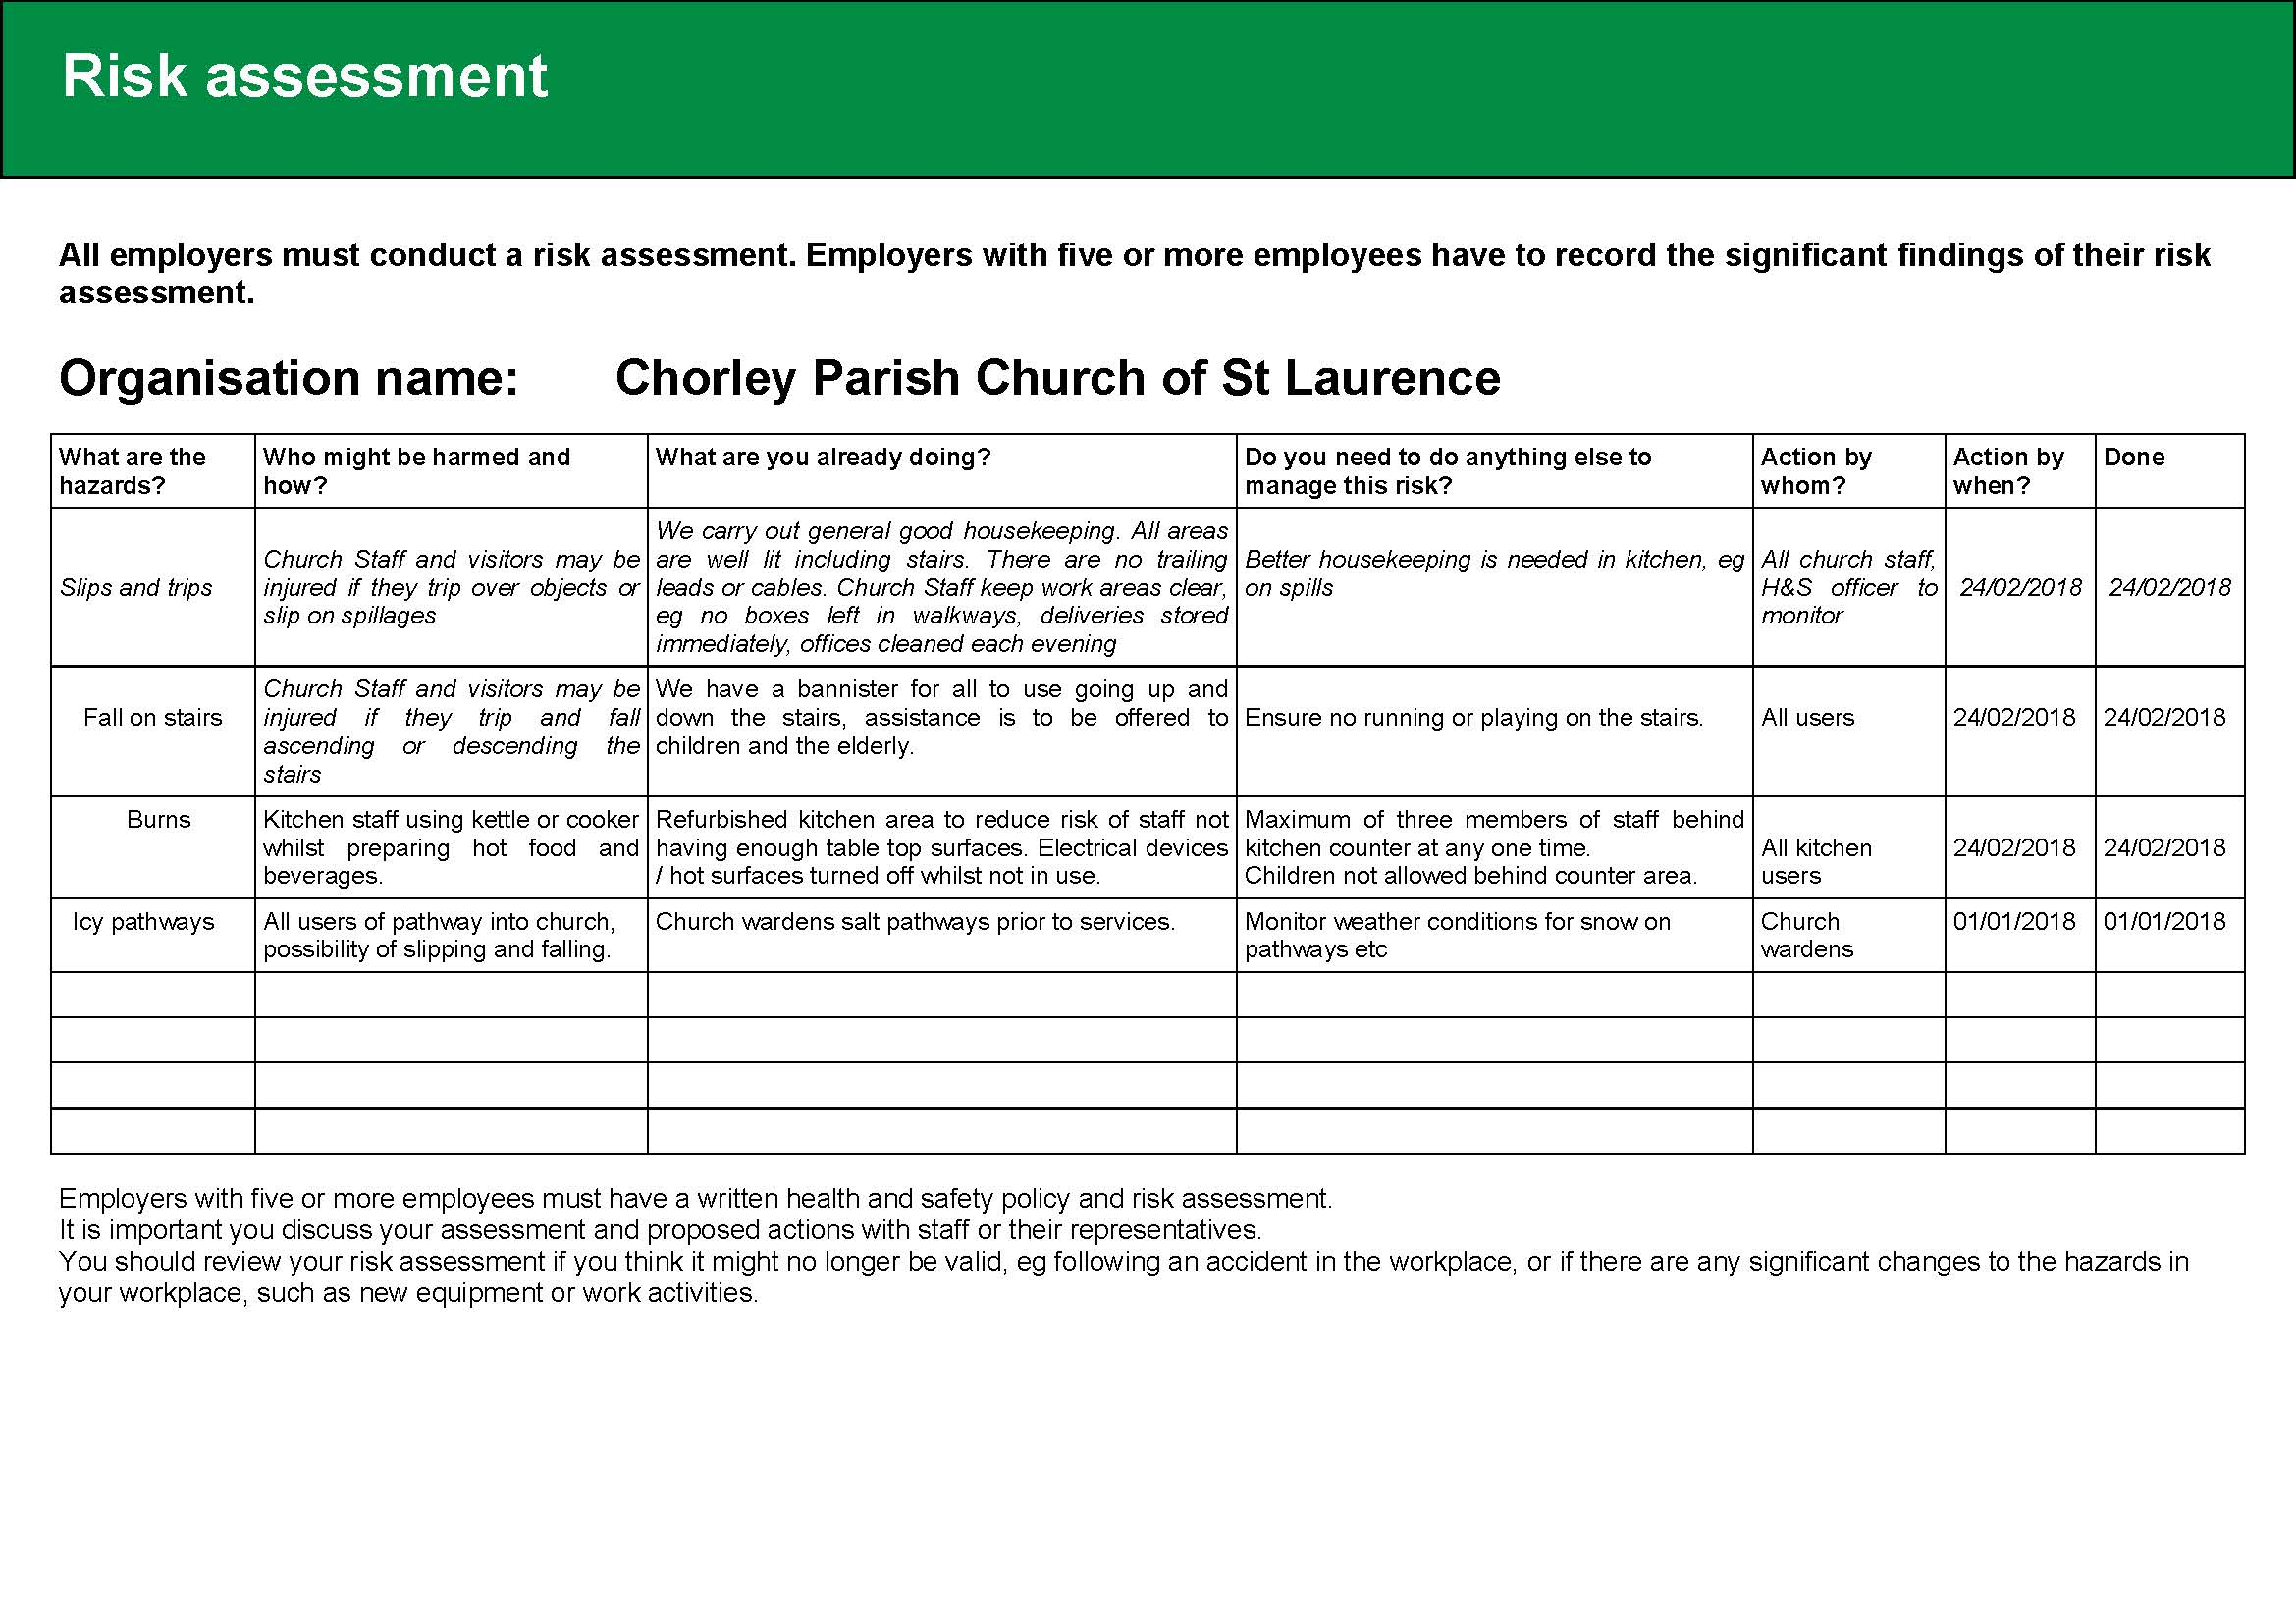 Risk assessment
All employers must conduct a risk assessment. Employers with five or more employees have to record the significant findings of their risk
assessment.
Organisation name: Chorley Parish Church of St Laurence
What are the
hazards?
Who might be harmed and
how?
What are you already doing?
Do you need to do anything else to
manage this risk?
Action by
whom?
Action by
when?
Done
Slips and trips
Church Staff and visitors may be
injured if they trip over objects or
slip on spillages
We carry out general good housekeeping. All areas
are well lit including stairs. There are no trailing
leads or cables. Church Staff keep work areas clear,
eg no boxes left in walkways, deliveries stored
immediately, offices cleaned each evening
Better housekeeping is needed in kitchen, eg
on spills
All church staff,
H&S officer to
monitor
24/02/2018
24/02/2018
Fall on stairs
Church Staff and visitors may be
injured if they trip and fall
ascending or descending the
stairs
We have a bannister for all to use going up and
down the stairs, assistance is to be offered to
children and the elderly.
Ensure no running or playing on the stairs.
All users
24/02/2018
24/02/2018
Burns
Kitchen staff using kettle or cooker
whilst preparing hot food and
beverages.
Refurbished kitchen area to reduce risk of staff not
having enough table top surfaces. Electrical devices
/ hot surfaces turned off whilst not in use.
Maximum of three members of staff behind
kitchen counter at any one time.
Children not allowed behind counter area.
All kitchen
users
24/02/2018
24/02/2018
Icy pathways
All users of pathway into church,
possibility of slipping and falling.
Church wardens salt pathways prior to services.
Monitor weather conditions for snow on
pathways etc
Church
wardens
01/01/2018
01/01/2018
Employers with five or more employees must have a written health and safety policy and risk assessment.
It is important you discuss your assessment and proposed actions with staff or their representatives.
You should review your risk assessment if you think it might no longer be valid, eg following an accident in the workplace, or if there are any significant changes to the hazards in
your workplace, such as new equipment or work activities.